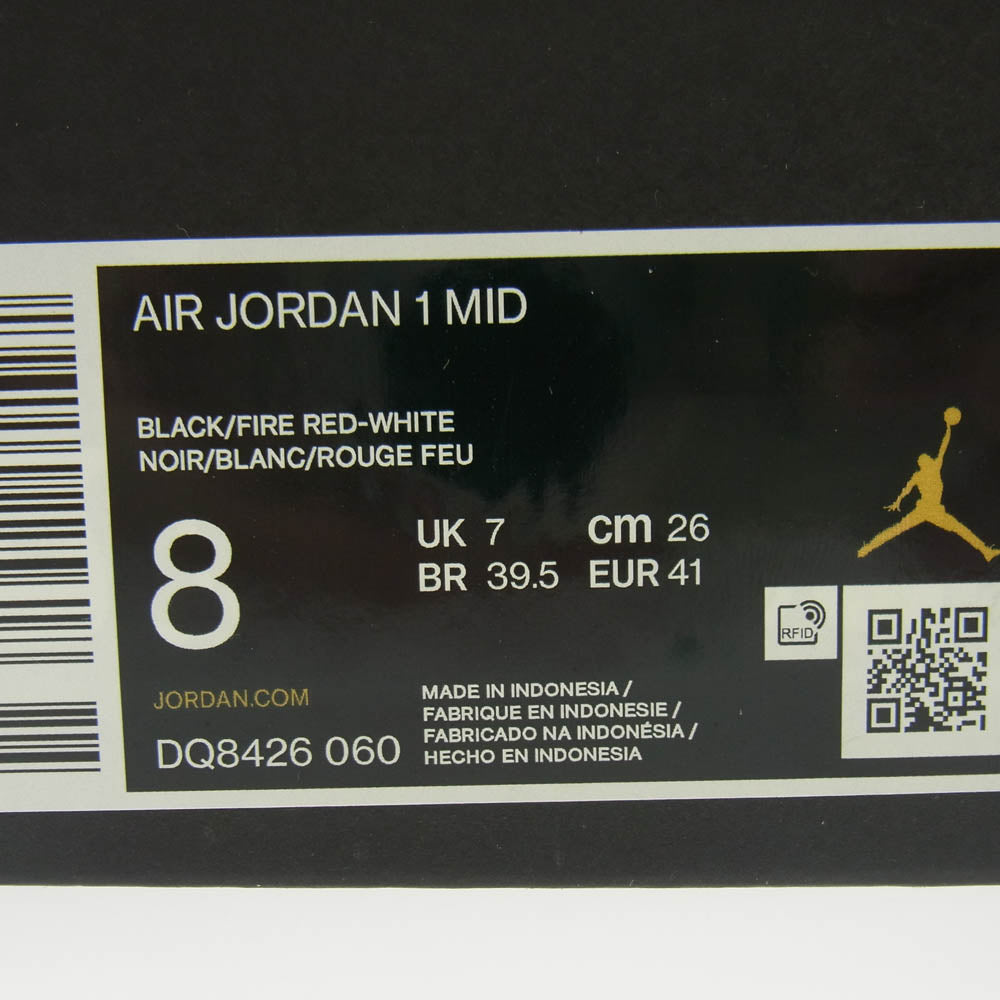 AIR JORDAN 1 MID
BLACK/FIRE RED-WHITE
NOIR/BLANC/ROUGE FEU
8
UK 7 cm 26
BR 39.5 EUR 41
RFID
JORDAN.COM
DQ8426 060
MADE IN INDONESIA /
FABRIQUE EN INDONESIE /
FABRICADO NA INDONÉSIA /
HECHO EN INDONESIA